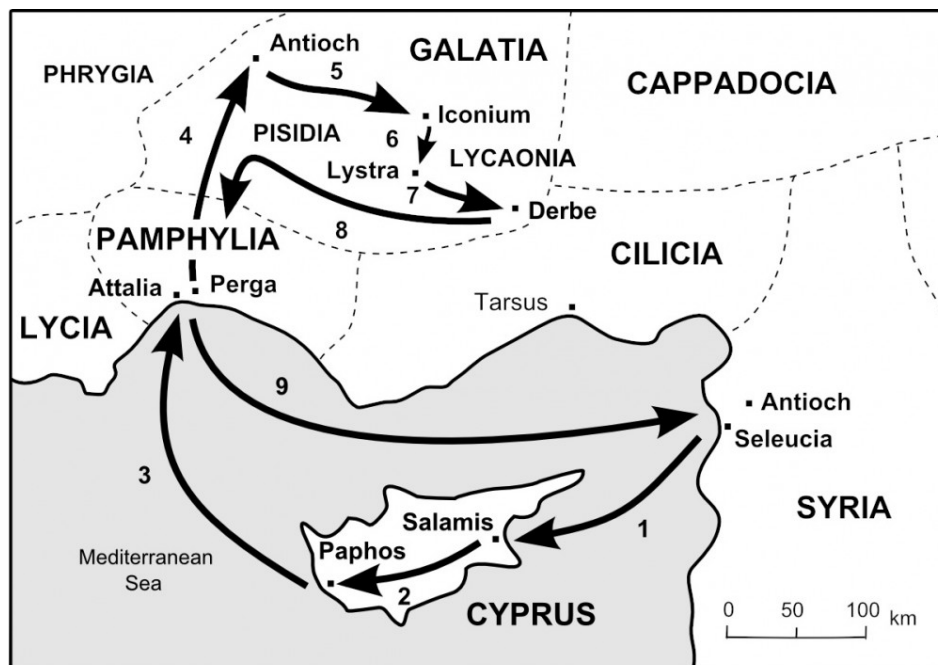 Antioch
GALATIA
PHRYGIA
5
CAPPADOCIA
Iconium
4
PISIDIA
6
LYCAONIA
Lystra
7
Derbe
8
PAMPHYLIA
CILICIA
Attalia
Perga
Tarsus
LYCIA
9
Antioch
Seleucia
3
Salamis
1
SYRIA
Mediterranean
Sea
Paphos
2
CYPRUS
0 50 100 km